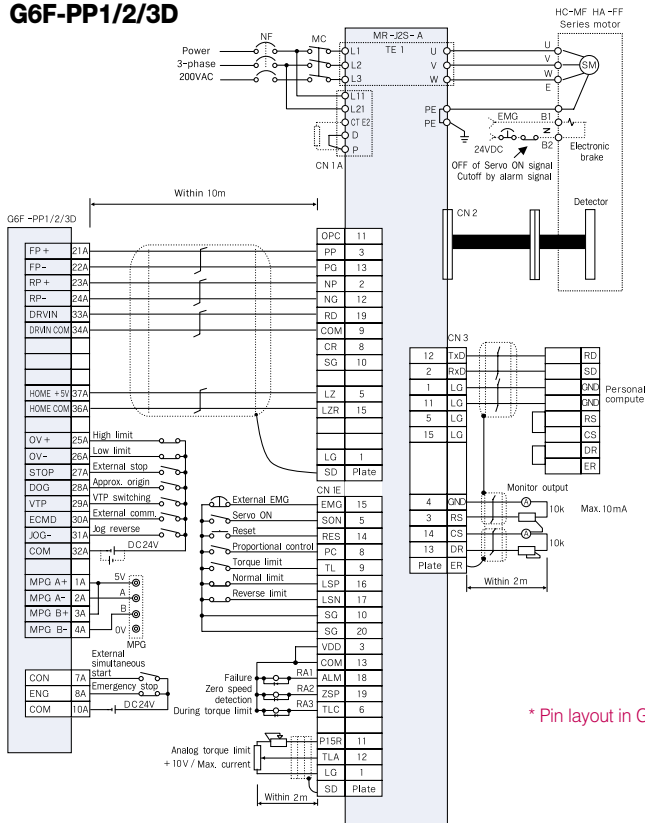 G6F-PP1/2/3D
HC-MF HA-FF
Series motor
Power
3-phase
200VAC
NF
MC
MR-J2S-A
TE 1
L1
L2
L3
U
V
W
U
V
W
E
SM
L11
L21
CTE2
D
P
CN 1A
PE
PE
EMG
B1
Z
B2
24VDC
Electronic
brake
OFF of Servo ON signal
Cutoff by alarm signal
Within 10m
Detector
CN 2
G6F -PP1/2/3D
FP + 21A
FP- 22A
RP + 23A
RP- 24A
DRVIN 33A
DRVIN COM 34A
HOME +5V 37A
HOME COM 36A
OV + 25A High limit
OV- 26A Low limit
STOP 27A External stop
DOG 28A Approx. origin
VTP 29A VTP switching
ECMD 30A External comm.
JOG- 31A Jog reverse
COM 32A DC24V
MPG A+ 1A 5V
MPG A- 2A A
MPG B+ 3A B
MPG B- 4A 0V
MPG
External
simultaneous
start
CON 7A
Emergency stop
ENG 8A
COM 10A DC24V
OPC 11
PP 3
PG 13
NP 2
NG 12
RD 19
COM 9
CR 8
SG 10
LZ 5
LZR 15
LG 1
SD Plate
CN 1E
External EMG EMG 15
Servo ON SON 5
Reset RES 14
Proportional control PC 8
Torque limit TL 9
Normal limit LSP 16
Reverse limit LSN 17
SG 10
SG 20
VDD 3
COM 13
Failure RA1 ALM 18
Zero speed
detection RA2 ZSP 19
During torque limit RA3 TLC 6
P15R 11
Analog torque limit
+10V / Max. current
TLA 12
LG 1
SD Plate
Within 2m
CN 3
12 TxD RD
2 RxD SD
1 LG GND
11 LG GND
5 LG RS
15 LG CS
DR
ER
Personal
compute
Monitor output
4 GND A 10k
3 RS
14 CS A 10k
13 DR
Plate ER
Max. 10mA
Within 2m
* Pin layout in G